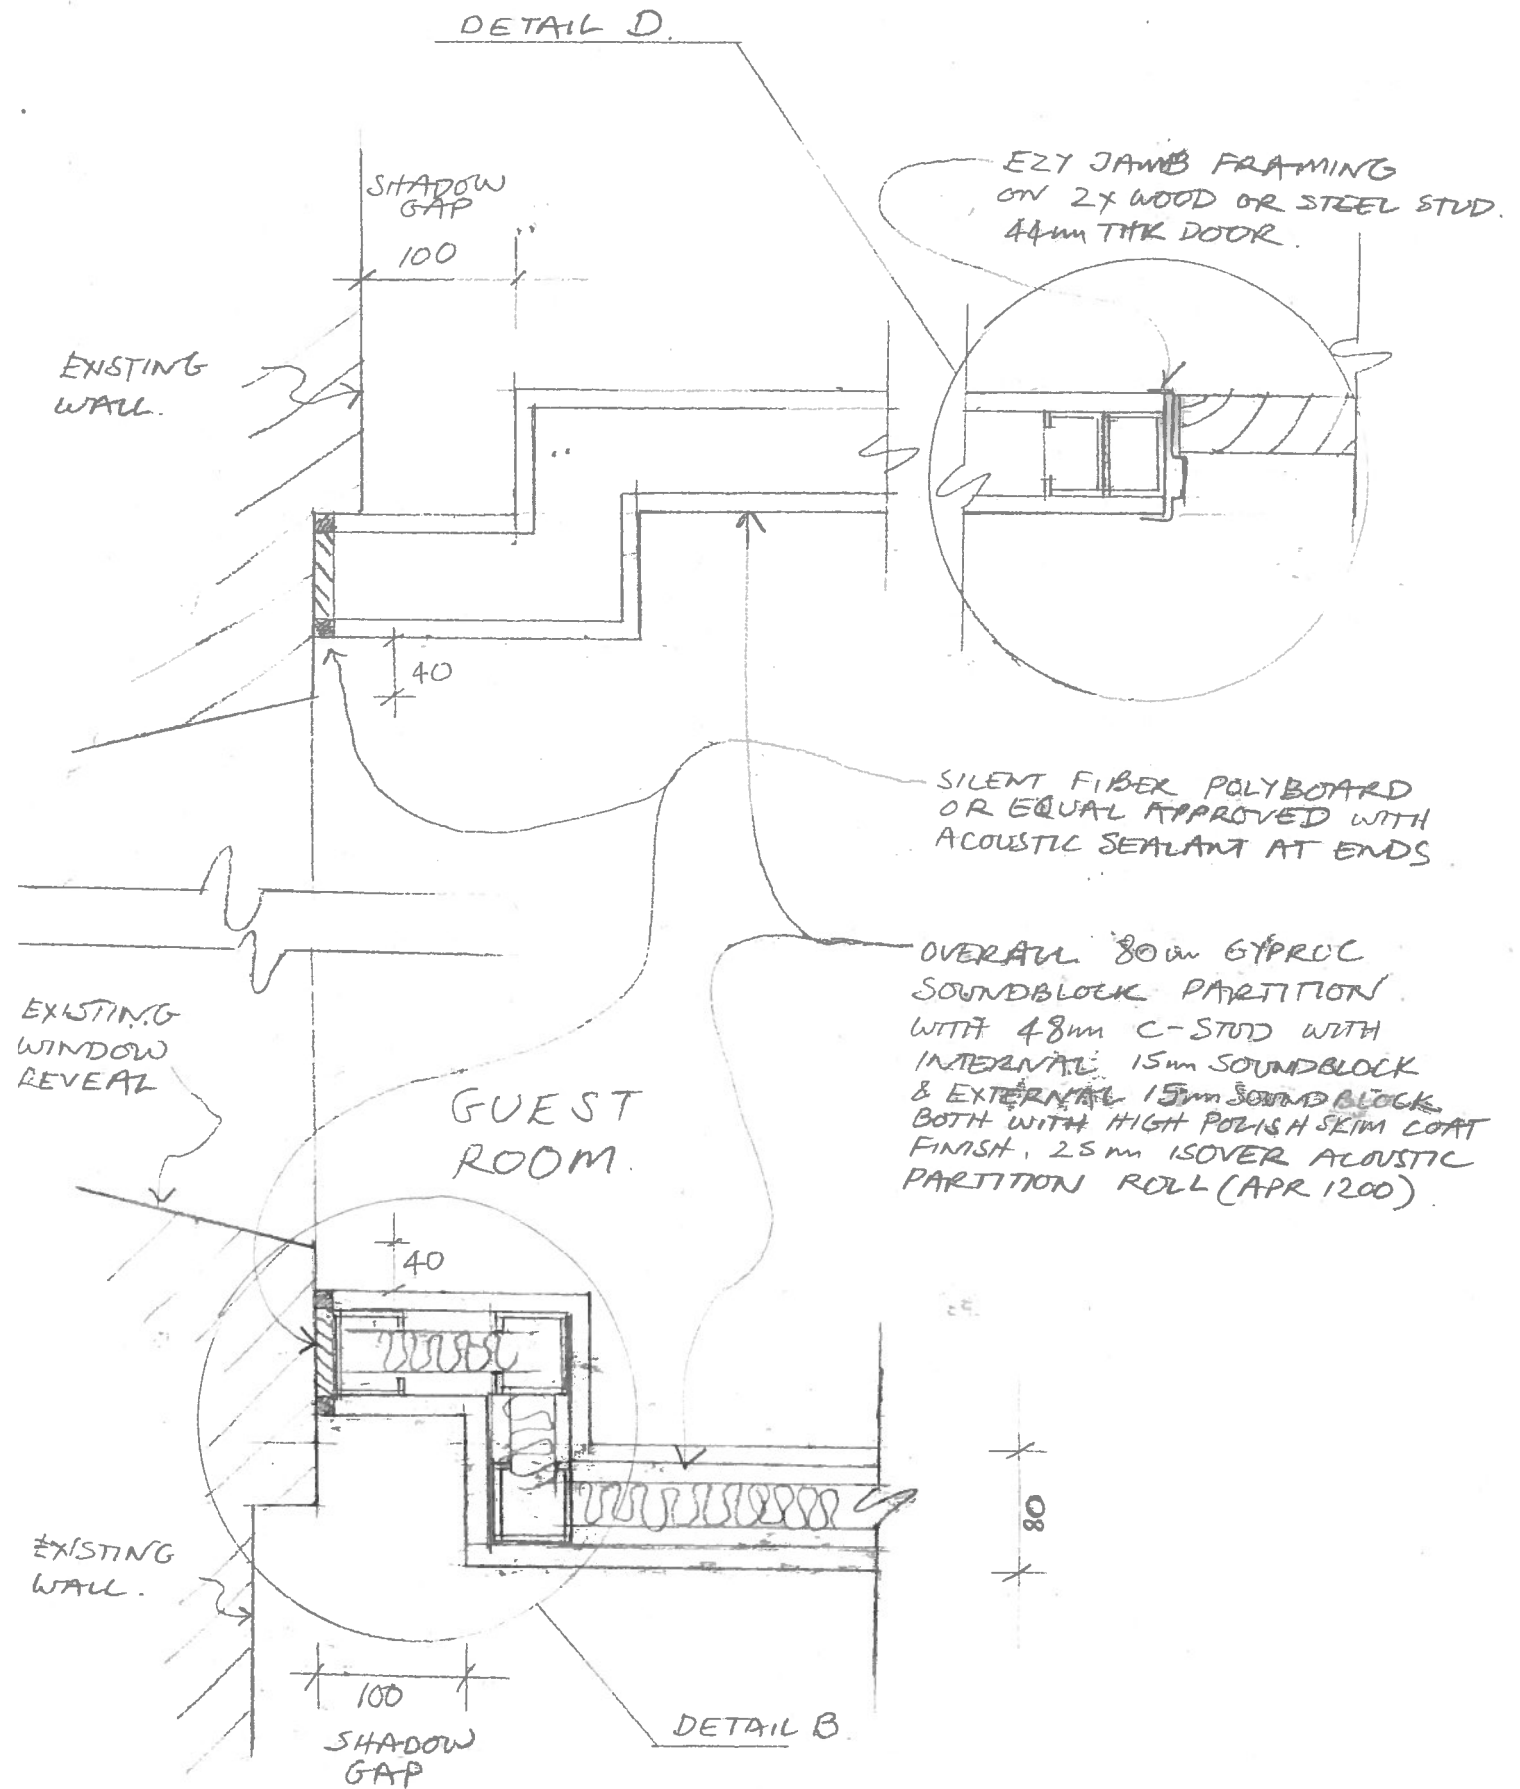 DETAIL D.
SHADOW
GAP
100
EZY JAMB FRAMING
ON 2X WOOD OR STEEL STUD.
44mm THK DOOR.
EXISTING
WALL.
40
SILENT FIBER POLYBOARD
OR EQUAL APPROVED WITH
ACOUSTIC SEALANT AT ENDS
OVERALL 80mm GYPROC
SOUNDBLOCK PARTITION
WITH 48mm C-STUD WITH
INTERNAL 15mm SOUNDBLOCK
& EXTERNAL 15mm SOUNDBLOCK
BOTH WITH HIGH POLISH SKIM COAT
FINISH. 25mm ISOVER ACOUSTIC
PARTITION ROLL (APR 1200)
EXISTING
WINDOW
REVEAL
GUEST
ROOM.
40
80
EXISTING
WALL.
100
SHADOW
GAP
DETAIL B